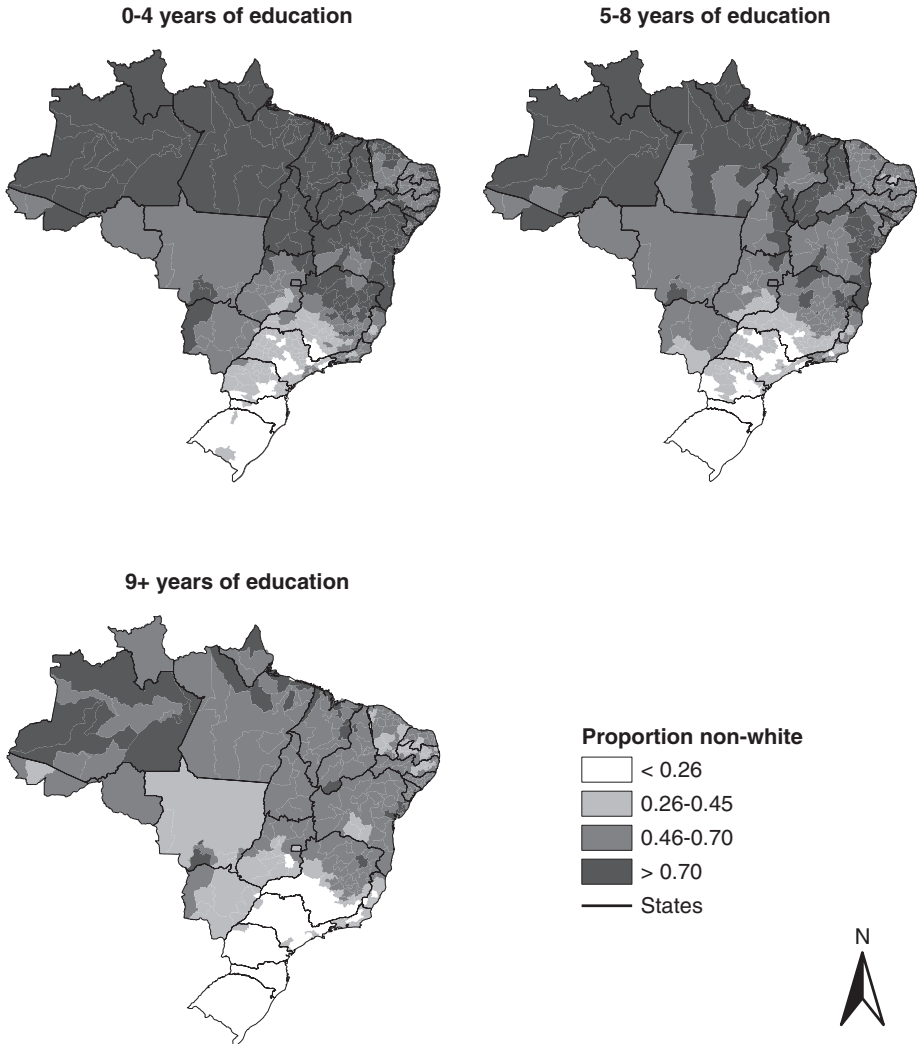 0-4 years of education
5-8 years of education
9+ years of education
Proportion non-white
< 0.26
0.26-0.45
0.46-0.70
> 0.70
States
N